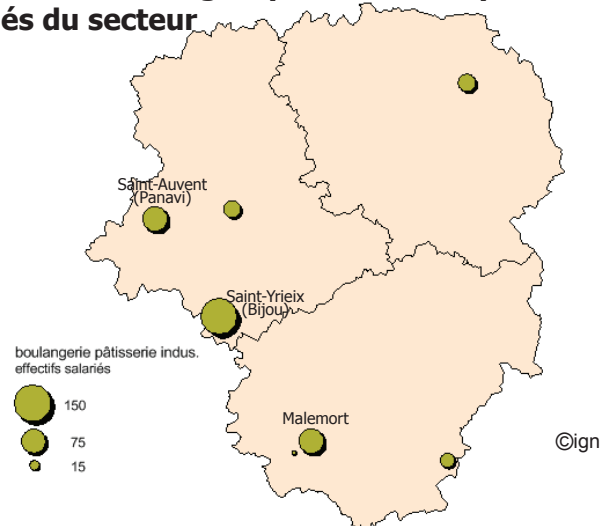 és du secteur
Saint-Auvent
(Panavi)
Saint-Yrieix
(Bijou)
boulangerie pâtisserie indus.
effectifs salariés
150
75
15
Malemort
©ign